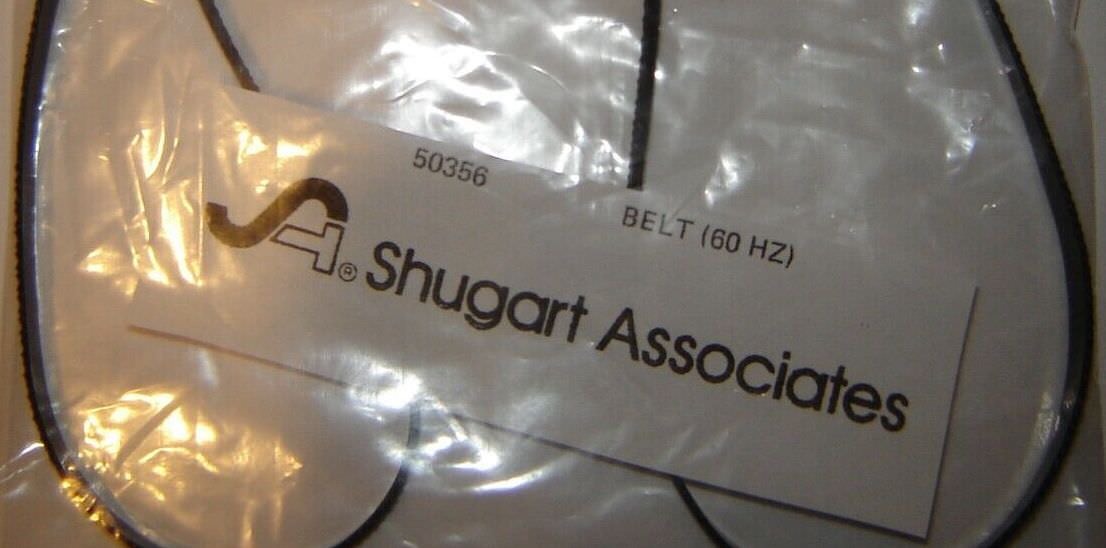 50356
BELT (60 HZ)
SA® Shugart Associates